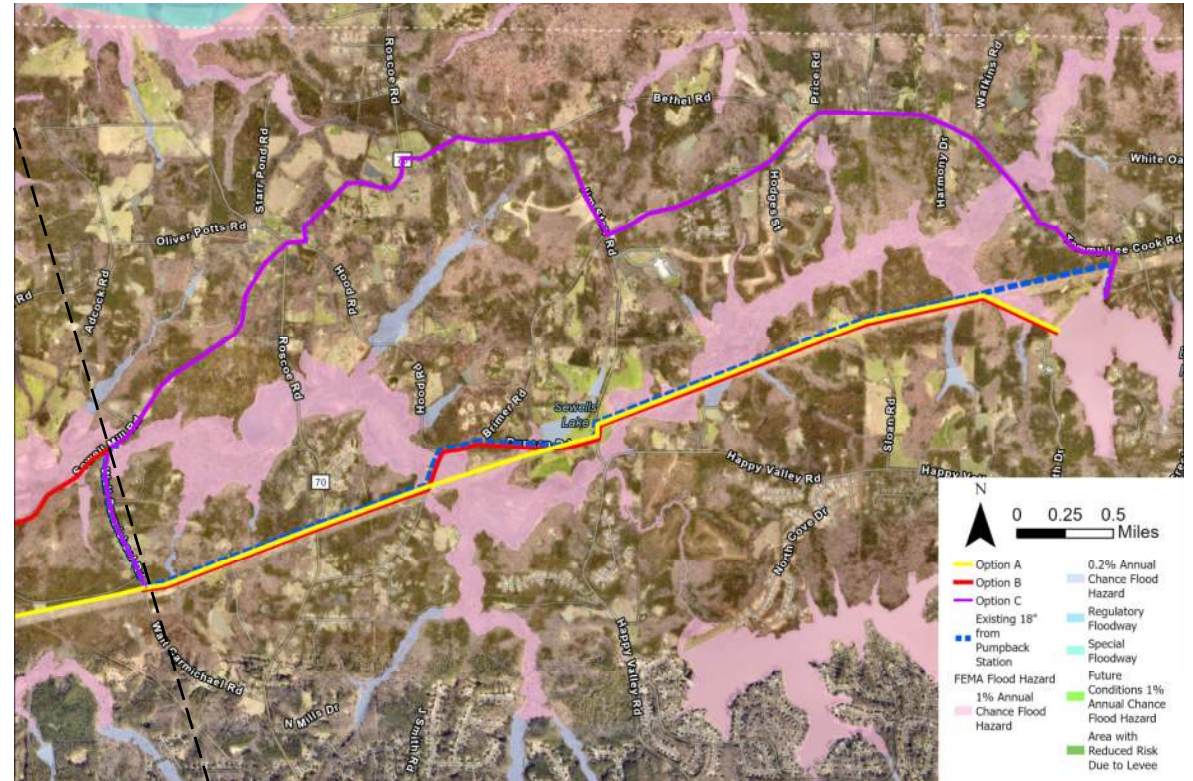 Roscoe Rd
Price Rd
Watkins Rd
Bethel Rd
Starr Pond Rd
White Oa
Harmony Dr
Hodges St
Oliver Potts Rd
Tommy Lee Cook Rd
Hood Rd
Rd
Adcock Rd
Roscoe Rd
Hood Rd
Brimer Rd
Sewells
Lake
Sloan Rd
Happy Valley Rd
Happy Val
70
North Cove Dr
Walt Carmichael Rd
Happy Valley Rd
N Mills Dr
J Smith Rd
N
0 0.25 0.5
Miles
Option A
Option B
Option C
Existing 18"
from
Pumpback
Station
FEMA Flood Hazard
1% Annual
Chance Flood
Hazard
0.2% Annual
Chance Flood
Hazard
Regulatory
Floodway
Special
Floodway
Future
Conditions 1%
Annual Chance
Flood Hazard
Area with
Reduced Risk
Due to Levee